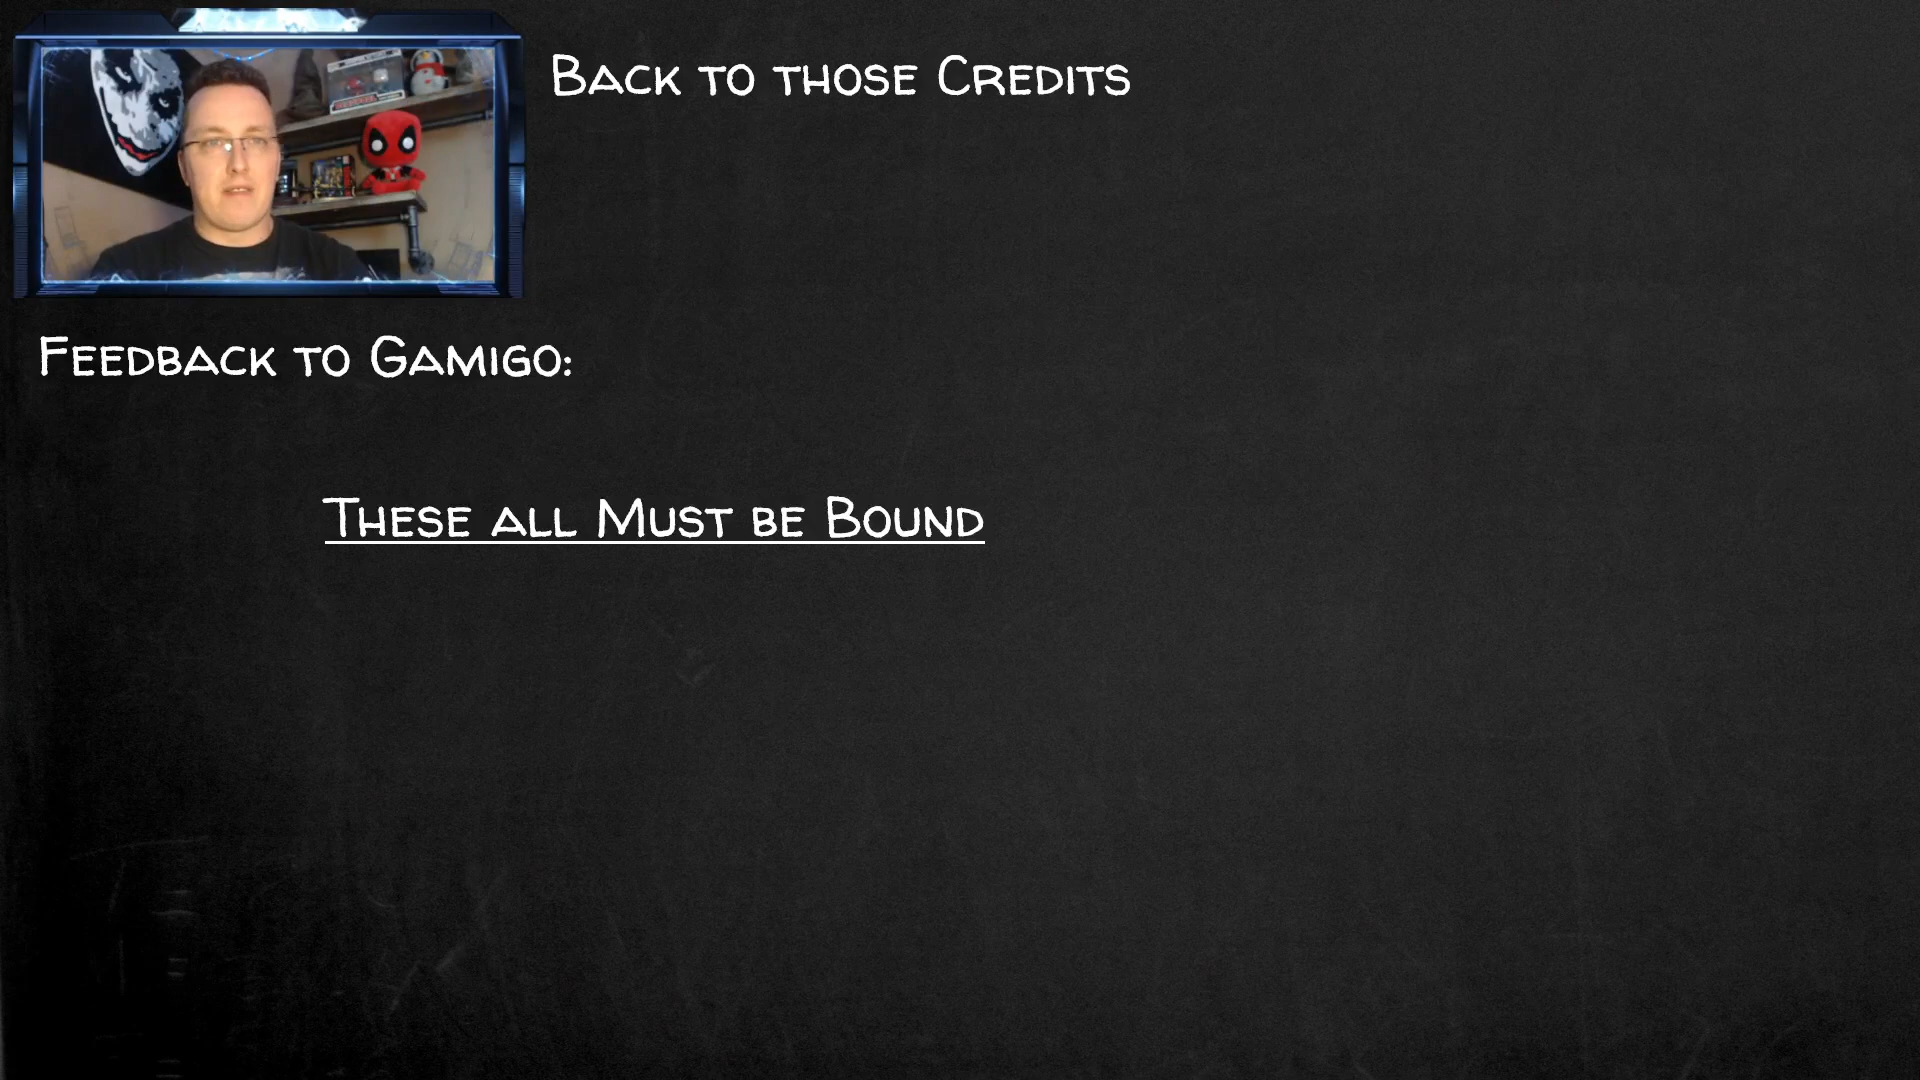 Back to those Credits
Feedback to Gamigo:
These all Must be Bound